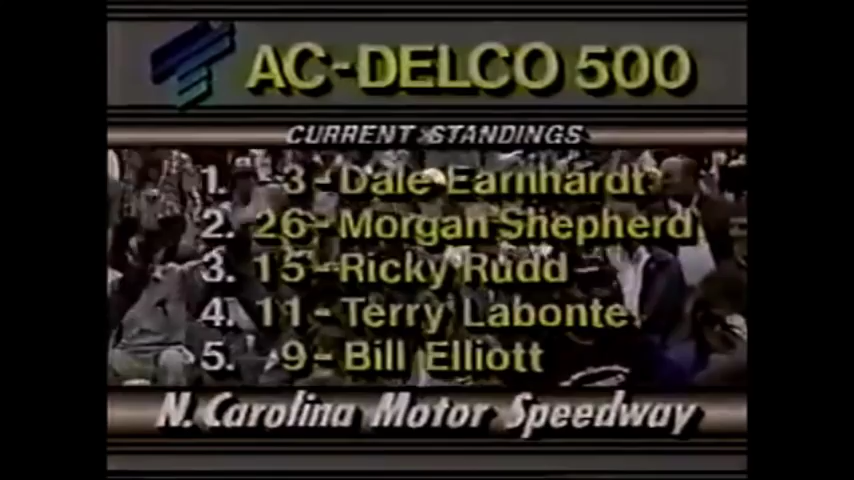 AC-DELCO 500
CURRENT STANDINGS
1. 3-Dale Earnhardt
2. 26-Morgan Shepherd
3. 15-Ricky Rudd
4. 11-Terry Labonte
5. 9-Bill Elliott
N. Carolina Motor Speedway